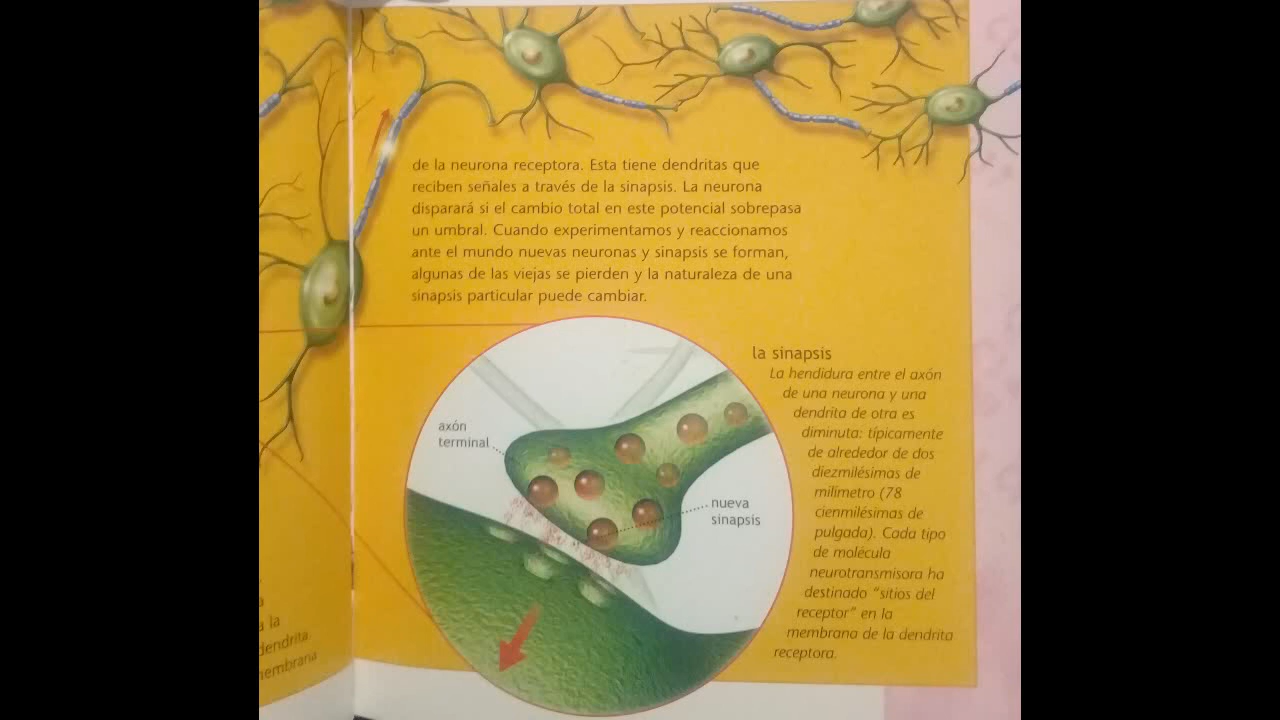 a la
dendrita.
membrana
de la neurona receptora. Esta tiene dendritas que
reciben señales a través de la sinapsis. La neurona
disparará si el cambio total en este potencial sobrepasa
un umbral. Cuando experimentamos y reaccionamos
ante el mundo nuevas neuronas y sinapsis se forman,
algunas de las viejas se pierden y la naturaleza de una
sinapsis particular puede cambiar.
axón
terminal
nueva
sinapsis
la sinapsis
La hendidura entre el axón
de una neurona y una
dendrita de otra es
diminuta: típicamente
de alrededor de dos
diezmilésimas de
milímetro (78
cienmilésimas de
pulgada). Cada tipo
de molécula
neurotransmisora ha
destinado "sitios del
receptor" en la
membrana de la dendrita
receptora.